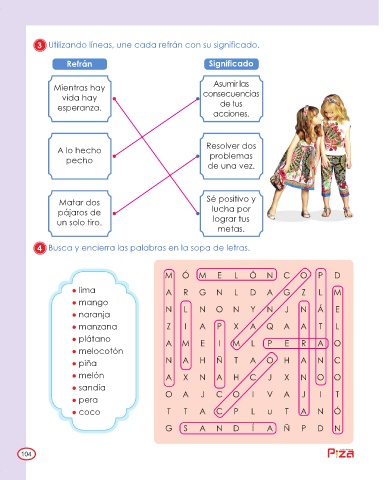 3 Utilizando líneas, une cada refrán con su significado.
Refrán
Significado
Mientras hay
vida hay
esperanza.
Asumir las
consecuencias
de tus
acciones.
A lo hecho
pecho
Resolver dos
problemas
de una vez.
Matar dos
pájaros de
un solo tiro.
Sé positivo y
lucha por
lograr tus
metas.
4 Busca y encierra las palabras en la sopa de letras.
• lima
• mango
• naranja
• manzana
• plátano
• melocotón
• piña
• melón
• sandía
• pera
• coco
M Ó M E L Ó N C O P D
A R G N L D A G Z L M
N L N O N Y N J N Á E
Z I A P X A Q A A T L
A M E I M L P E R A O
N A H Ñ T A O H A N C
A X N A H C J X N O O
O A J C O I V A J I T
T T A C P L U T A N Ó
G S A N D Í A Ñ P D N
104
Piza